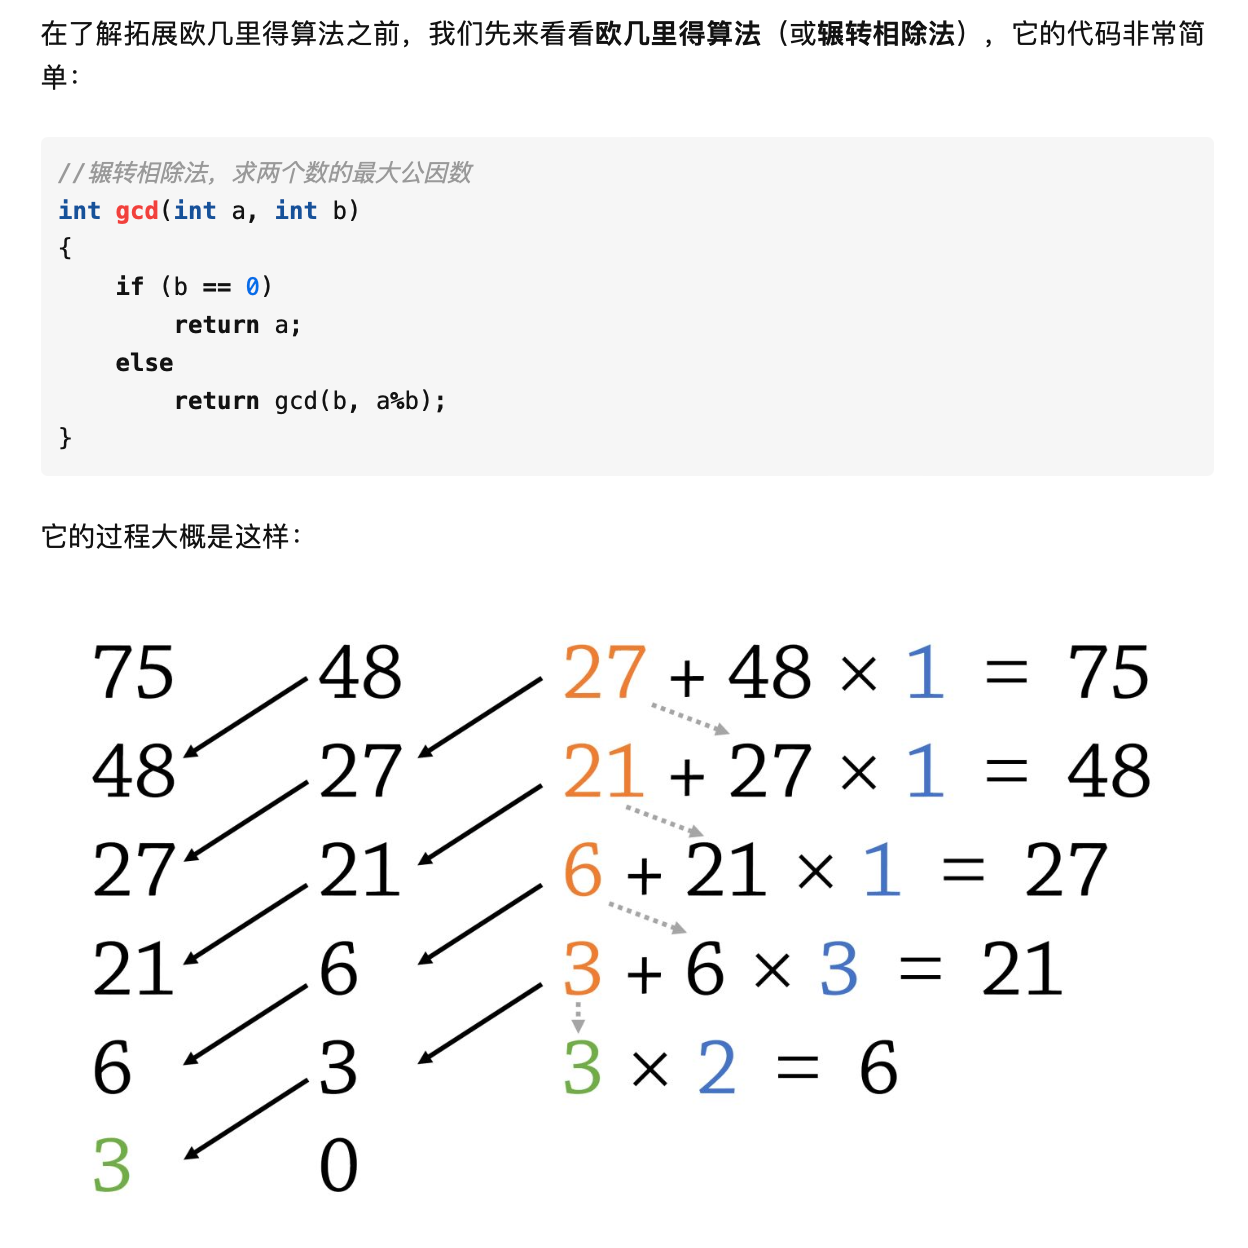 在了解拓展欧几里得算法之前，我们先来看看欧几里得算法（或辗转相除法），它的代码非常简
单：
//辗转相除法，求两个数的最大公因数
int gcd(int a, int b)
{
    if (b == 0)
        return a;
    else
        return gcd(b, a%b);
}
它的过程大概是这样：
75 48 27 + 48 × 1 = 75
48 27 21 + 27 × 1 = 48
27 21 6 + 21 × 1 = 27
21 6 3 + 6 × 3 = 21
6 3 3 × 2 = 6
3 0